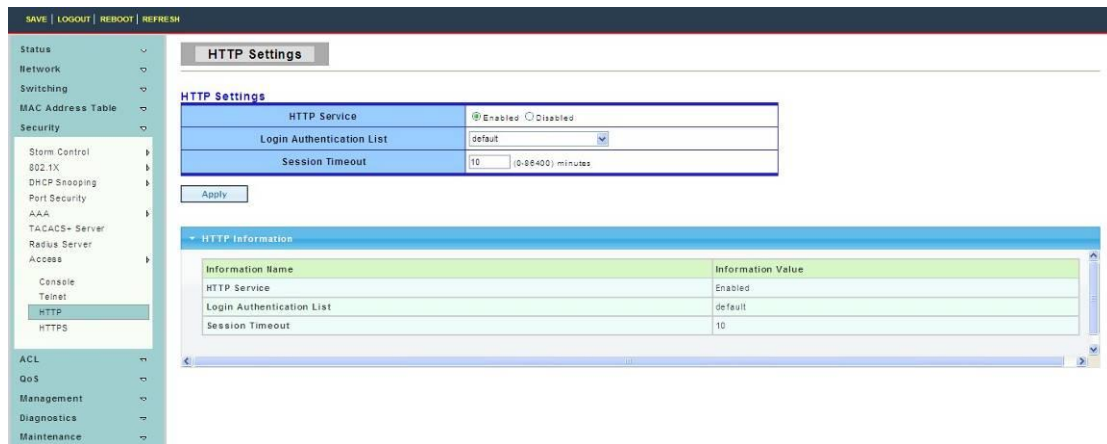 SAVE | LOGOUT | REBOOT | REFRESH
Status
Network
Switching
MAC Address Table
Security
Storm Control
802.1X
DHCP Snooping
Port Security
AAA
TACACS+ Server
Radius Server
Access
Console
Telnet
HTTP
HTTPS
ACL
QoS
Management
Diagnostics
Maintenance
HTTP Settings
HTTP Settings
HTTP Service Enabled Disabled
Login Authentication List default
Session Timeout 10 (0-86400) minutes
Apply
HTTP Information
Information Name Information Value
HTTP Service Enabled
Login Authentication List default
Session Timeout 10